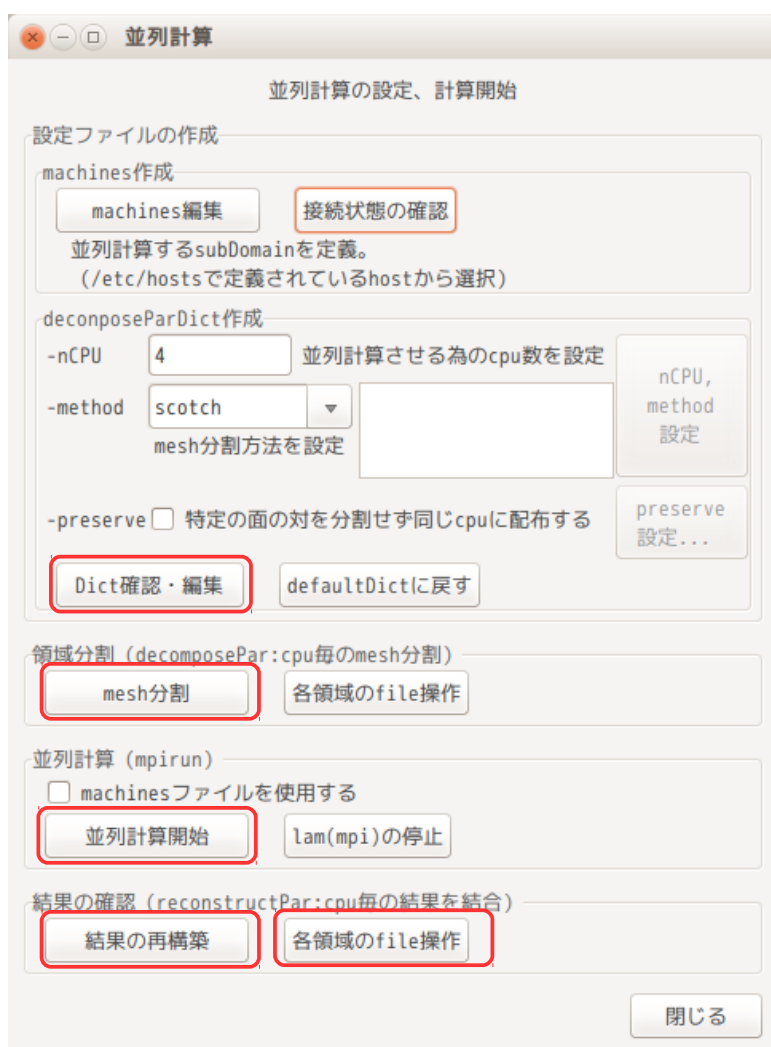 並列計算
並列計算の設定、計算開始
設定ファイルの作成
machines作成
machines編集 接続状態の確認
並列計算するsubDomainを定義。
(/etc/hostsで定義されているhostから選択)
deconposeParDict作成
-nCPU 4 並列計算させる為のcpu数を設定
nCPU,
method
設定
-method scotch
mesh分割方法を設定
-preserve 特定の面の対を分割せず同じcpuに配布する
preserve
設定...
Dict確認・編集 defaultDictに戻す
領域分割 (decomposePar:cpu毎のmesh分割)
mesh分割 各領域のfile操作
並列計算 (mpirun)
machinesファイルを使用する
並列計算開始 lam(mpi)の停止
結果の確認 (reconstructPar:cpu毎の結果を結合)
結果の再構築 各領域のfile操作
閉じる